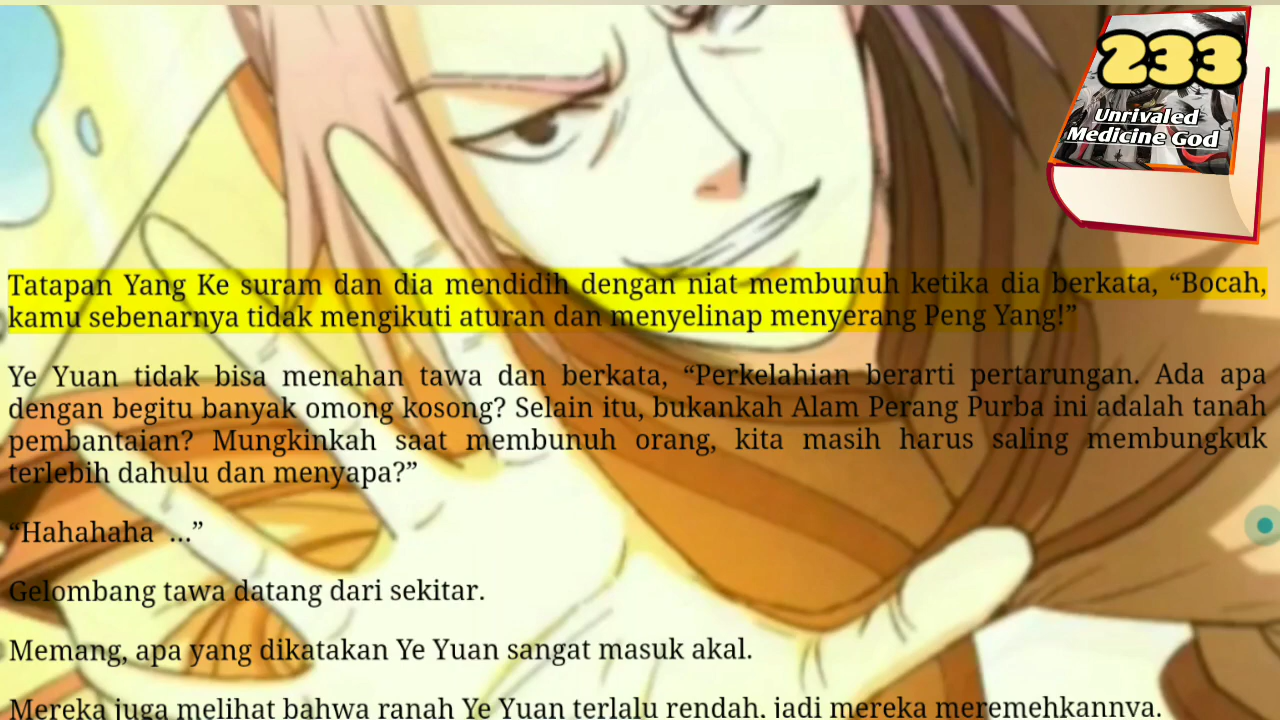 233
Unrivaled
Medicine God
Tatapan Yang Ke suram dan dia mendidih dengan niat membunuh ketika dia berkata, “Bocah,
kamu sebenarnya tidak mengikuti aturan dan menyelinap menyerang Peng Yang!”
Ye Yuan tidak bisa menahan tawa dan berkata, “Perkelahian berarti pertarungan. Ada apa
dengan begitu banyak omong kosong? Selain itu, bukankah Alam Perang Purba ini adalah tanah
pembantaian? Mungkinkah saat membunuh orang, kita masih harus saling membungkuk
terlebih dahulu dan menyapa?”
“Hahahaha …”
Gelombang tawa datang dari sekitar.
Memang, apa yang dikatakan Ye Yuan sangat masuk akal.
Mereka juga melihat bahwa ranah Ye Yuan terlalu rendah, jadi mereka meremehkannya.